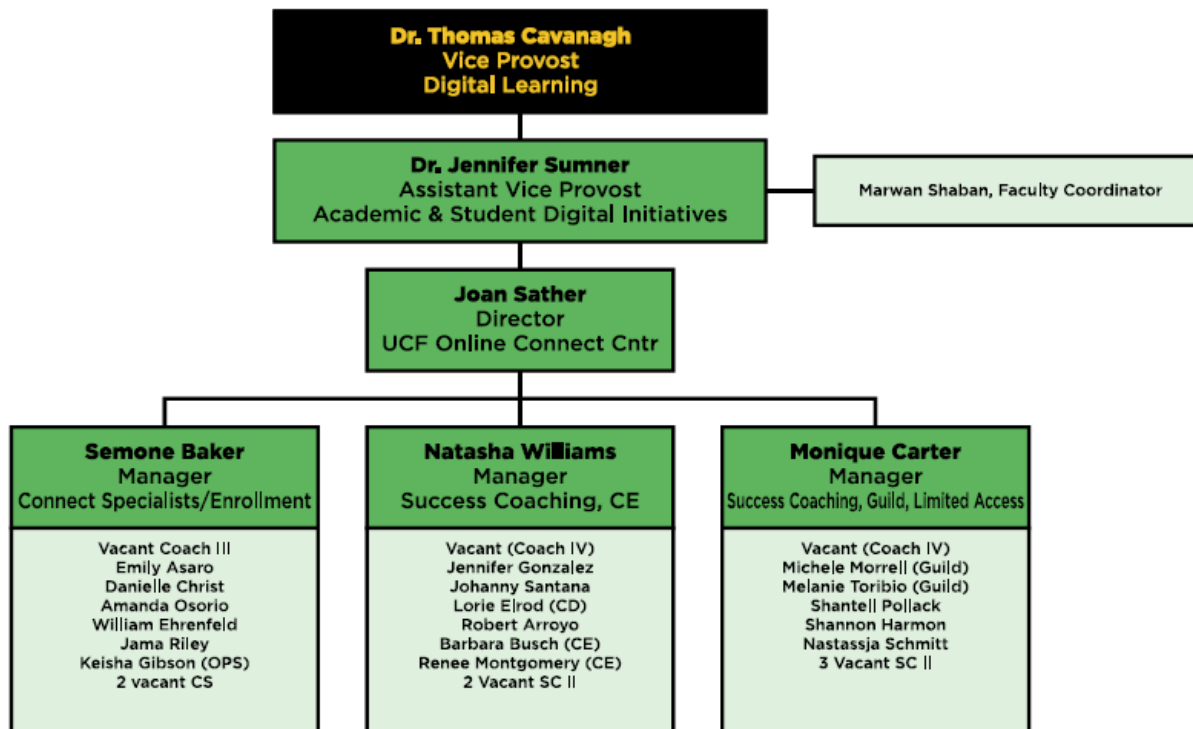 Dr. Thomas Cavanagh
Vice Provost
Digital Learning
Dr. Jennifer Sumner
Assistant Vice Provost
Academic & Student Digital Initiatives
Marwan Shaban, Faculty Coordinator
Joan Sather
Director
UCF Online Connect Cntr
Semone Baker
Manager
Connect Specialists/Enrollment
Vacant Coach III
Emily Asaro
Danielle Christ
Amanda Osorio
William Ehrenfeld
Jama Riley
Keisha Gibson (OPS)
2 vacant CS
Natasha Williams
Manager
Success Coaching, CE
Vacant (Coach IV)
Jennifer Gonzalez
Johanny Santana
Lorie Elrod (CD)
Robert Arroyo
Barbara Busch (CE)
Renee Montgomery (CE)
2 Vacant SC II
Monique Carter
Manager
Success Coaching, Guild, Limited Access
Vacant (Coach IV)
Michele Morrell (Guild)
Melanie Toribio (Guild)
Shantell Pollack
Shannon Harmon
Nastassja Schmitt
3 Vacant SC II